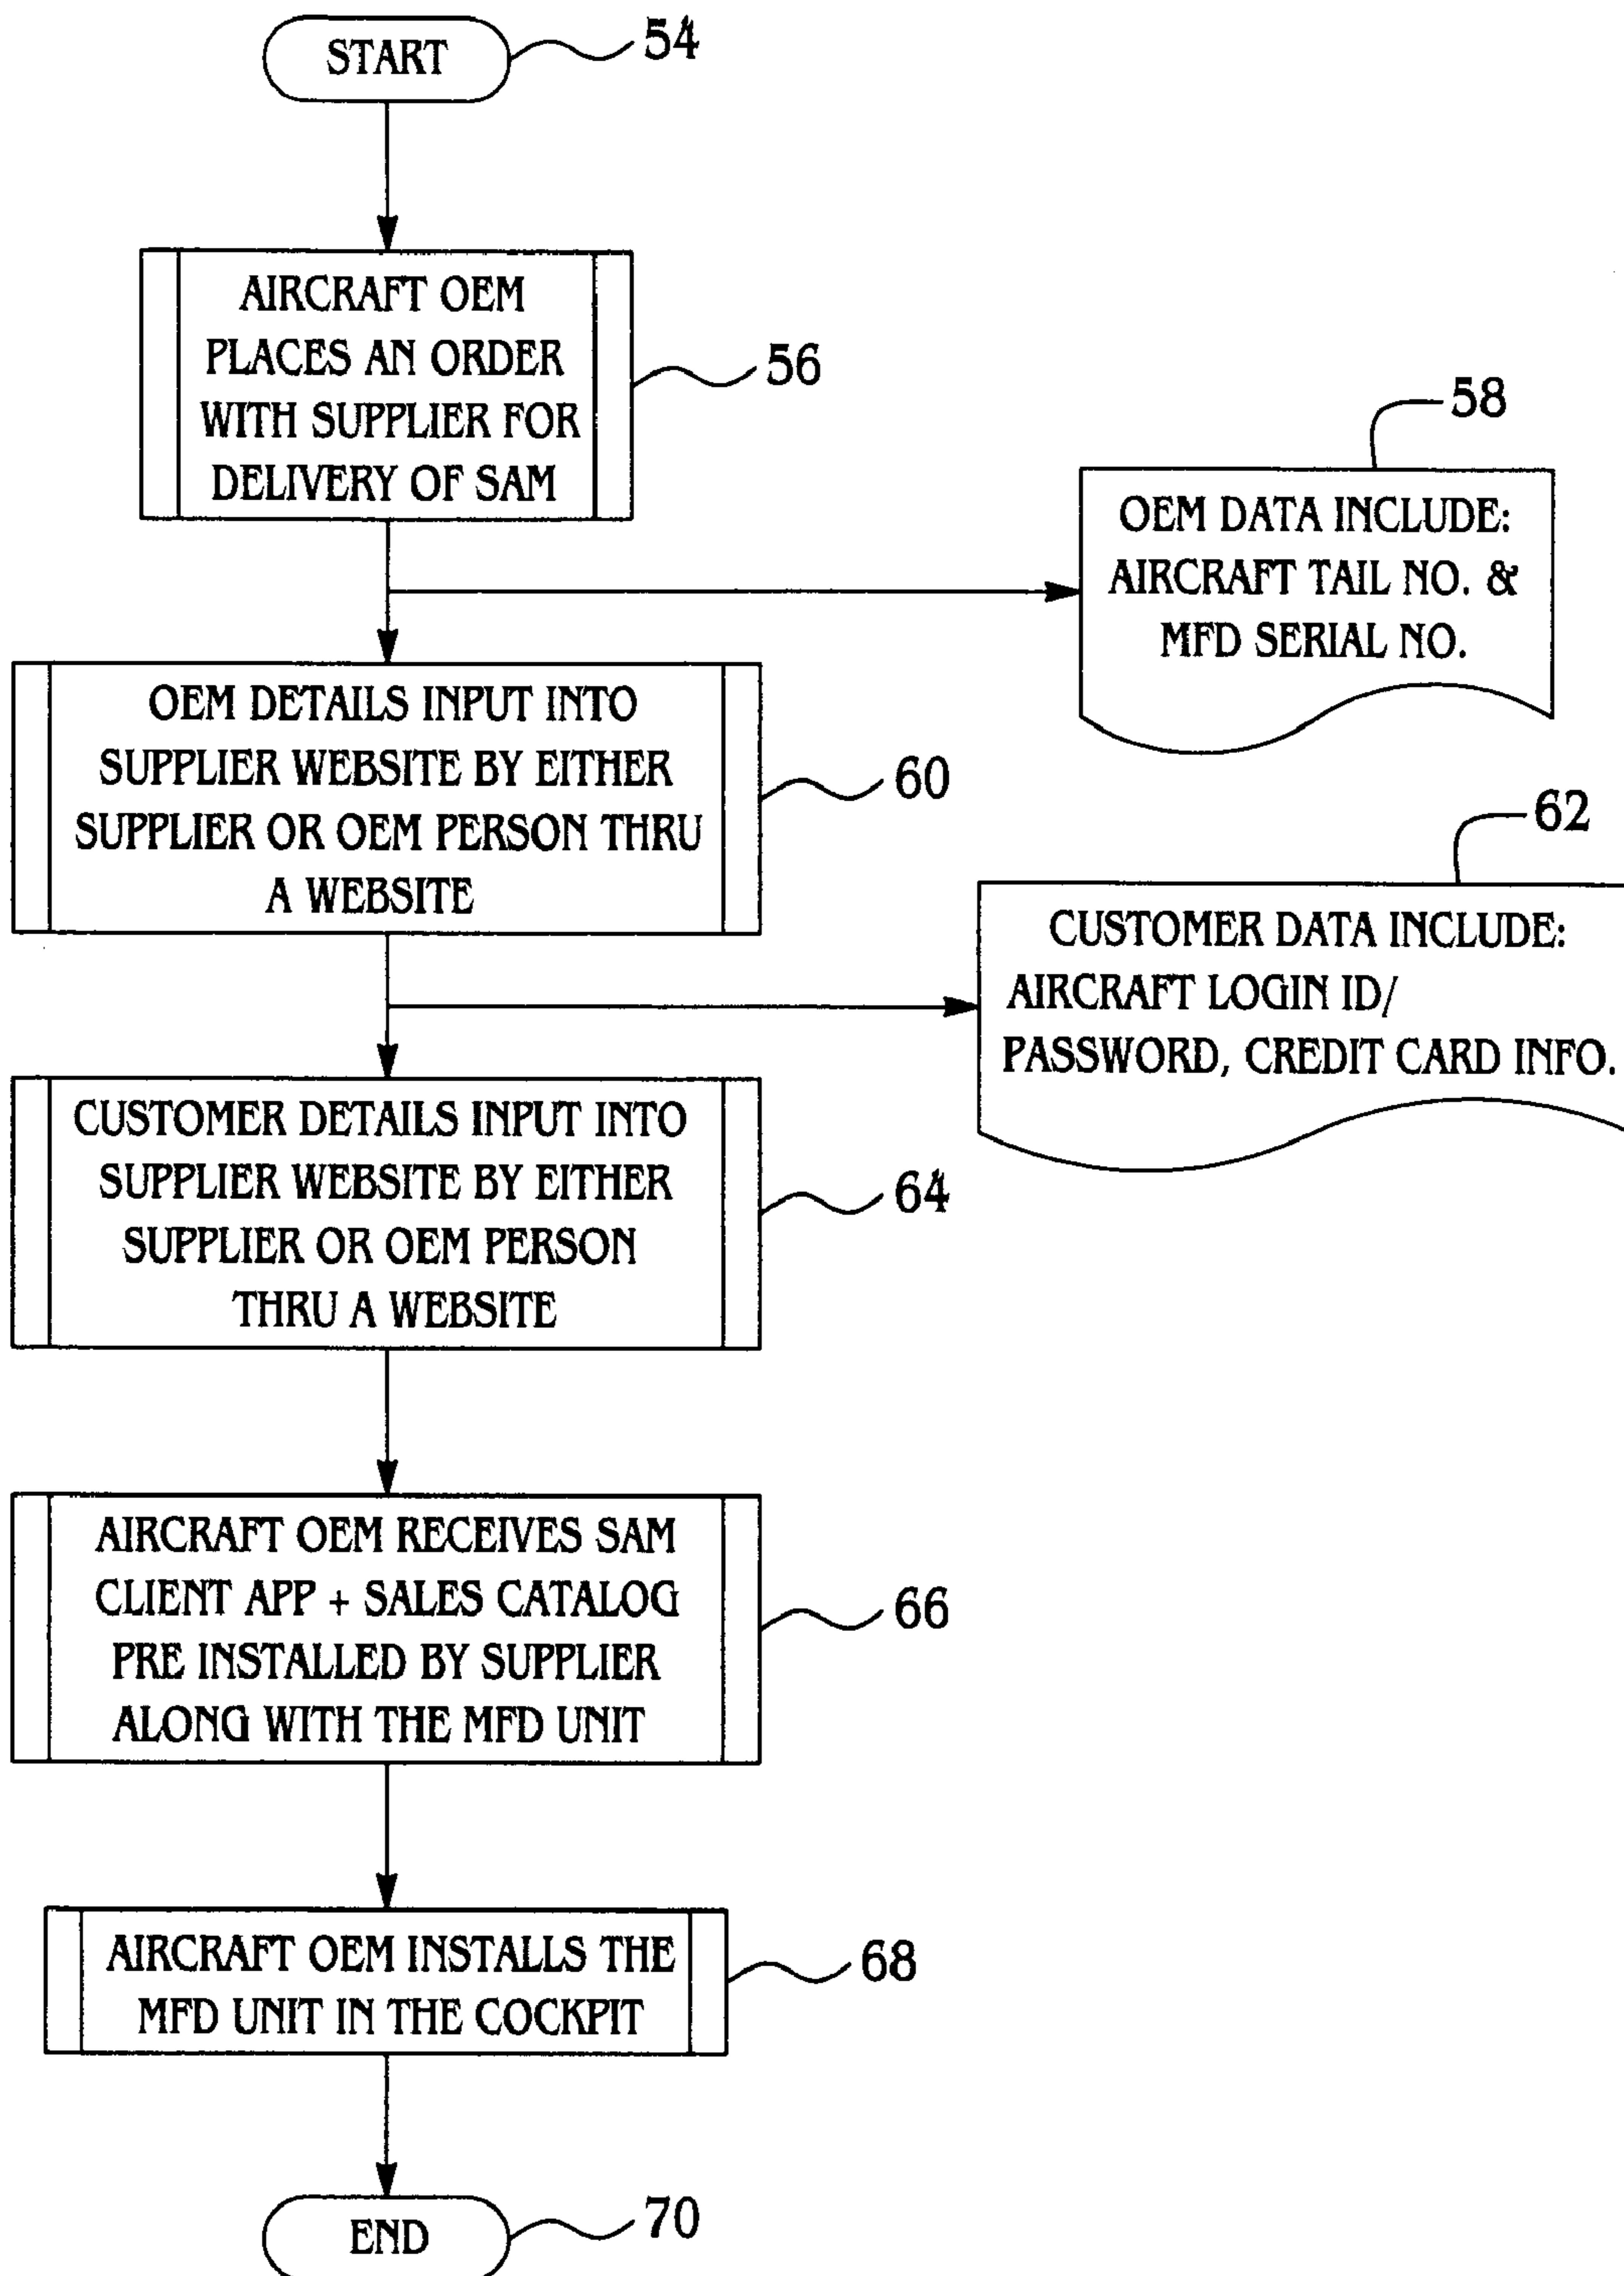 START
54
AIRCRAFT OEM
PLACES AN ORDER
WITH SUPPLIER FOR
DELIVERY OF SAM
56
58
OEM DATA INCLUDE:
AIRCRAFT TAIL NO. &
MFD SERIAL NO.
OEM DETAILS INPUT INTO
SUPPLIER WEBSITE BY EITHER
SUPPLIER OR OEM PERSON THRU
A WEBSITE
60
62
CUSTOMER DATA INCLUDE:
AIRCRAFT LOGIN ID/
PASSWORD, CREDIT CARD INFO.
CUSTOMER DETAILS INPUT INTO
SUPPLIER WEBSITE BY EITHER
SUPPLIER OR OEM PERSON
THRU A WEBSITE
64
AIRCRAFT OEM RECEIVES SAM
CLIENT APP + SALES CATALOG
PRE INSTALLED BY SUPPLIER
ALONG WITH THE MFD UNIT
66
AIRCRAFT OEM INSTALLS THE
MFD UNIT IN THE COCKPIT
68
END
70